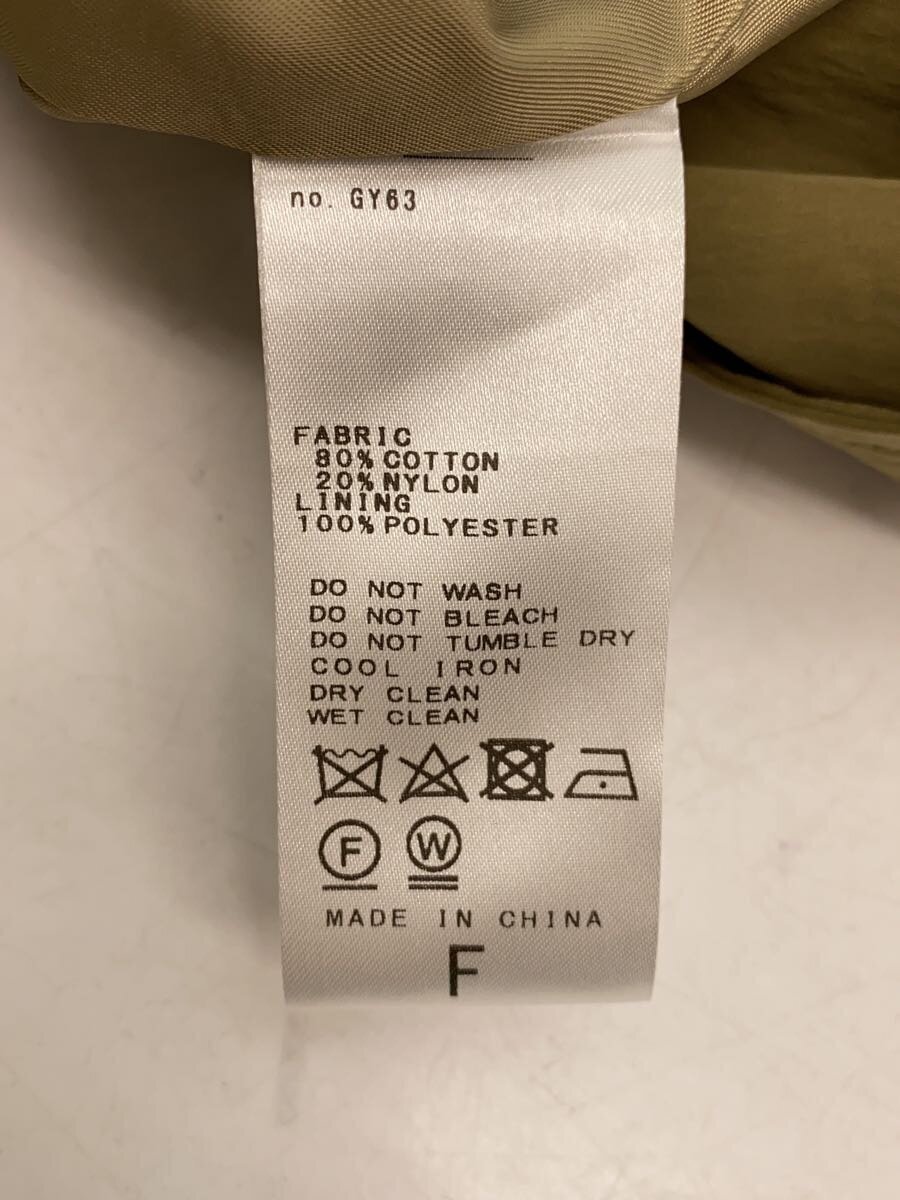 no. GY63
FABRIC
80% COTTON
20% NYLON
LINING
100% POLYESTER
DO NOT WASH
DO NOT BLEACH
DO NOT TUMBLE DRY
COOL IRON
DRY CLEAN
WET CLEAN
F W
MADE IN CHINA
F